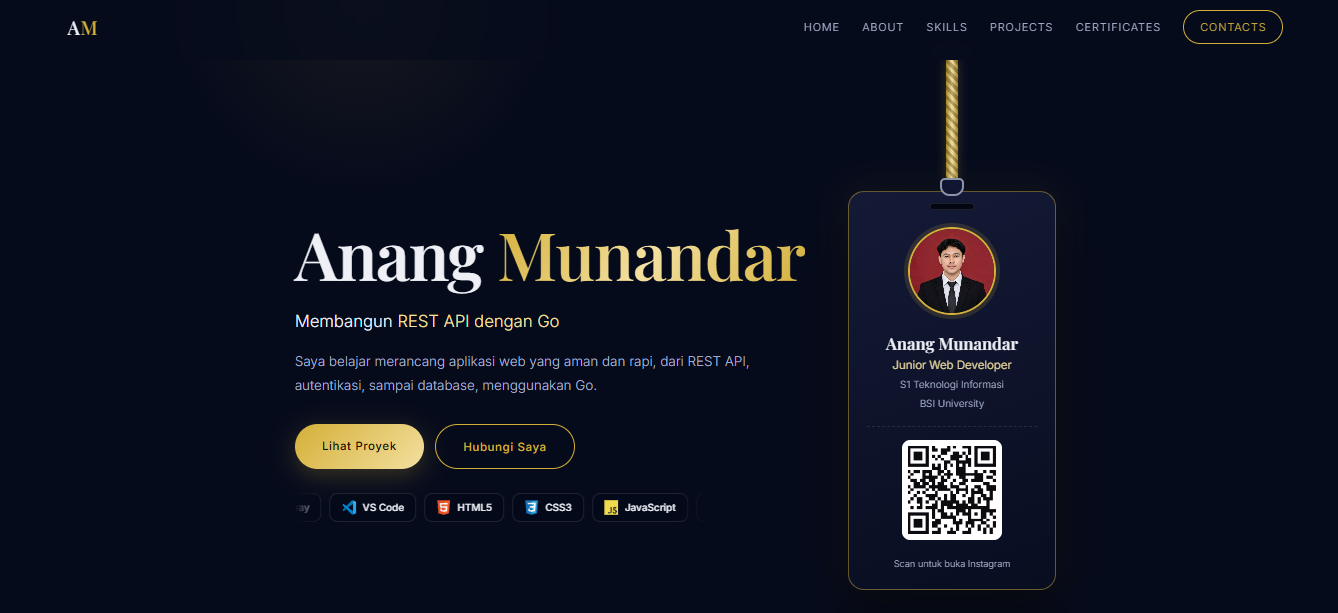 AM
HOME ABOUT SKILLS PROJECTS CERTIFICATES CONTACTS
Anang Munandar
Membangun REST API dengan Go
Saya belajar merancang aplikasi web yang aman dan rapi, dari REST API,
autentikasi, sampai database, menggunakan Go.
Lihat Proyek Hubungi Saya
VS Code HTML5 CSS3 JS JavaScript
Anang Munandar
Junior Web Developer
S1 Teknologi Informasi
BSI University
Scan untuk buka Instagram